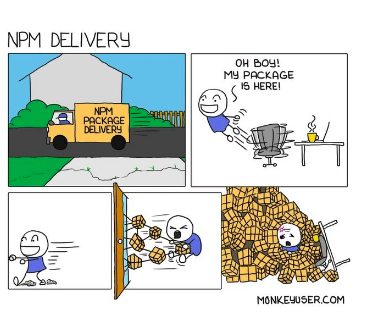 NPM DELIVERY
NPM
PACKAGE
DELIVERY
OH BOY!
MY PACKAGE
IS HERE!
MONKEYUSER.COM